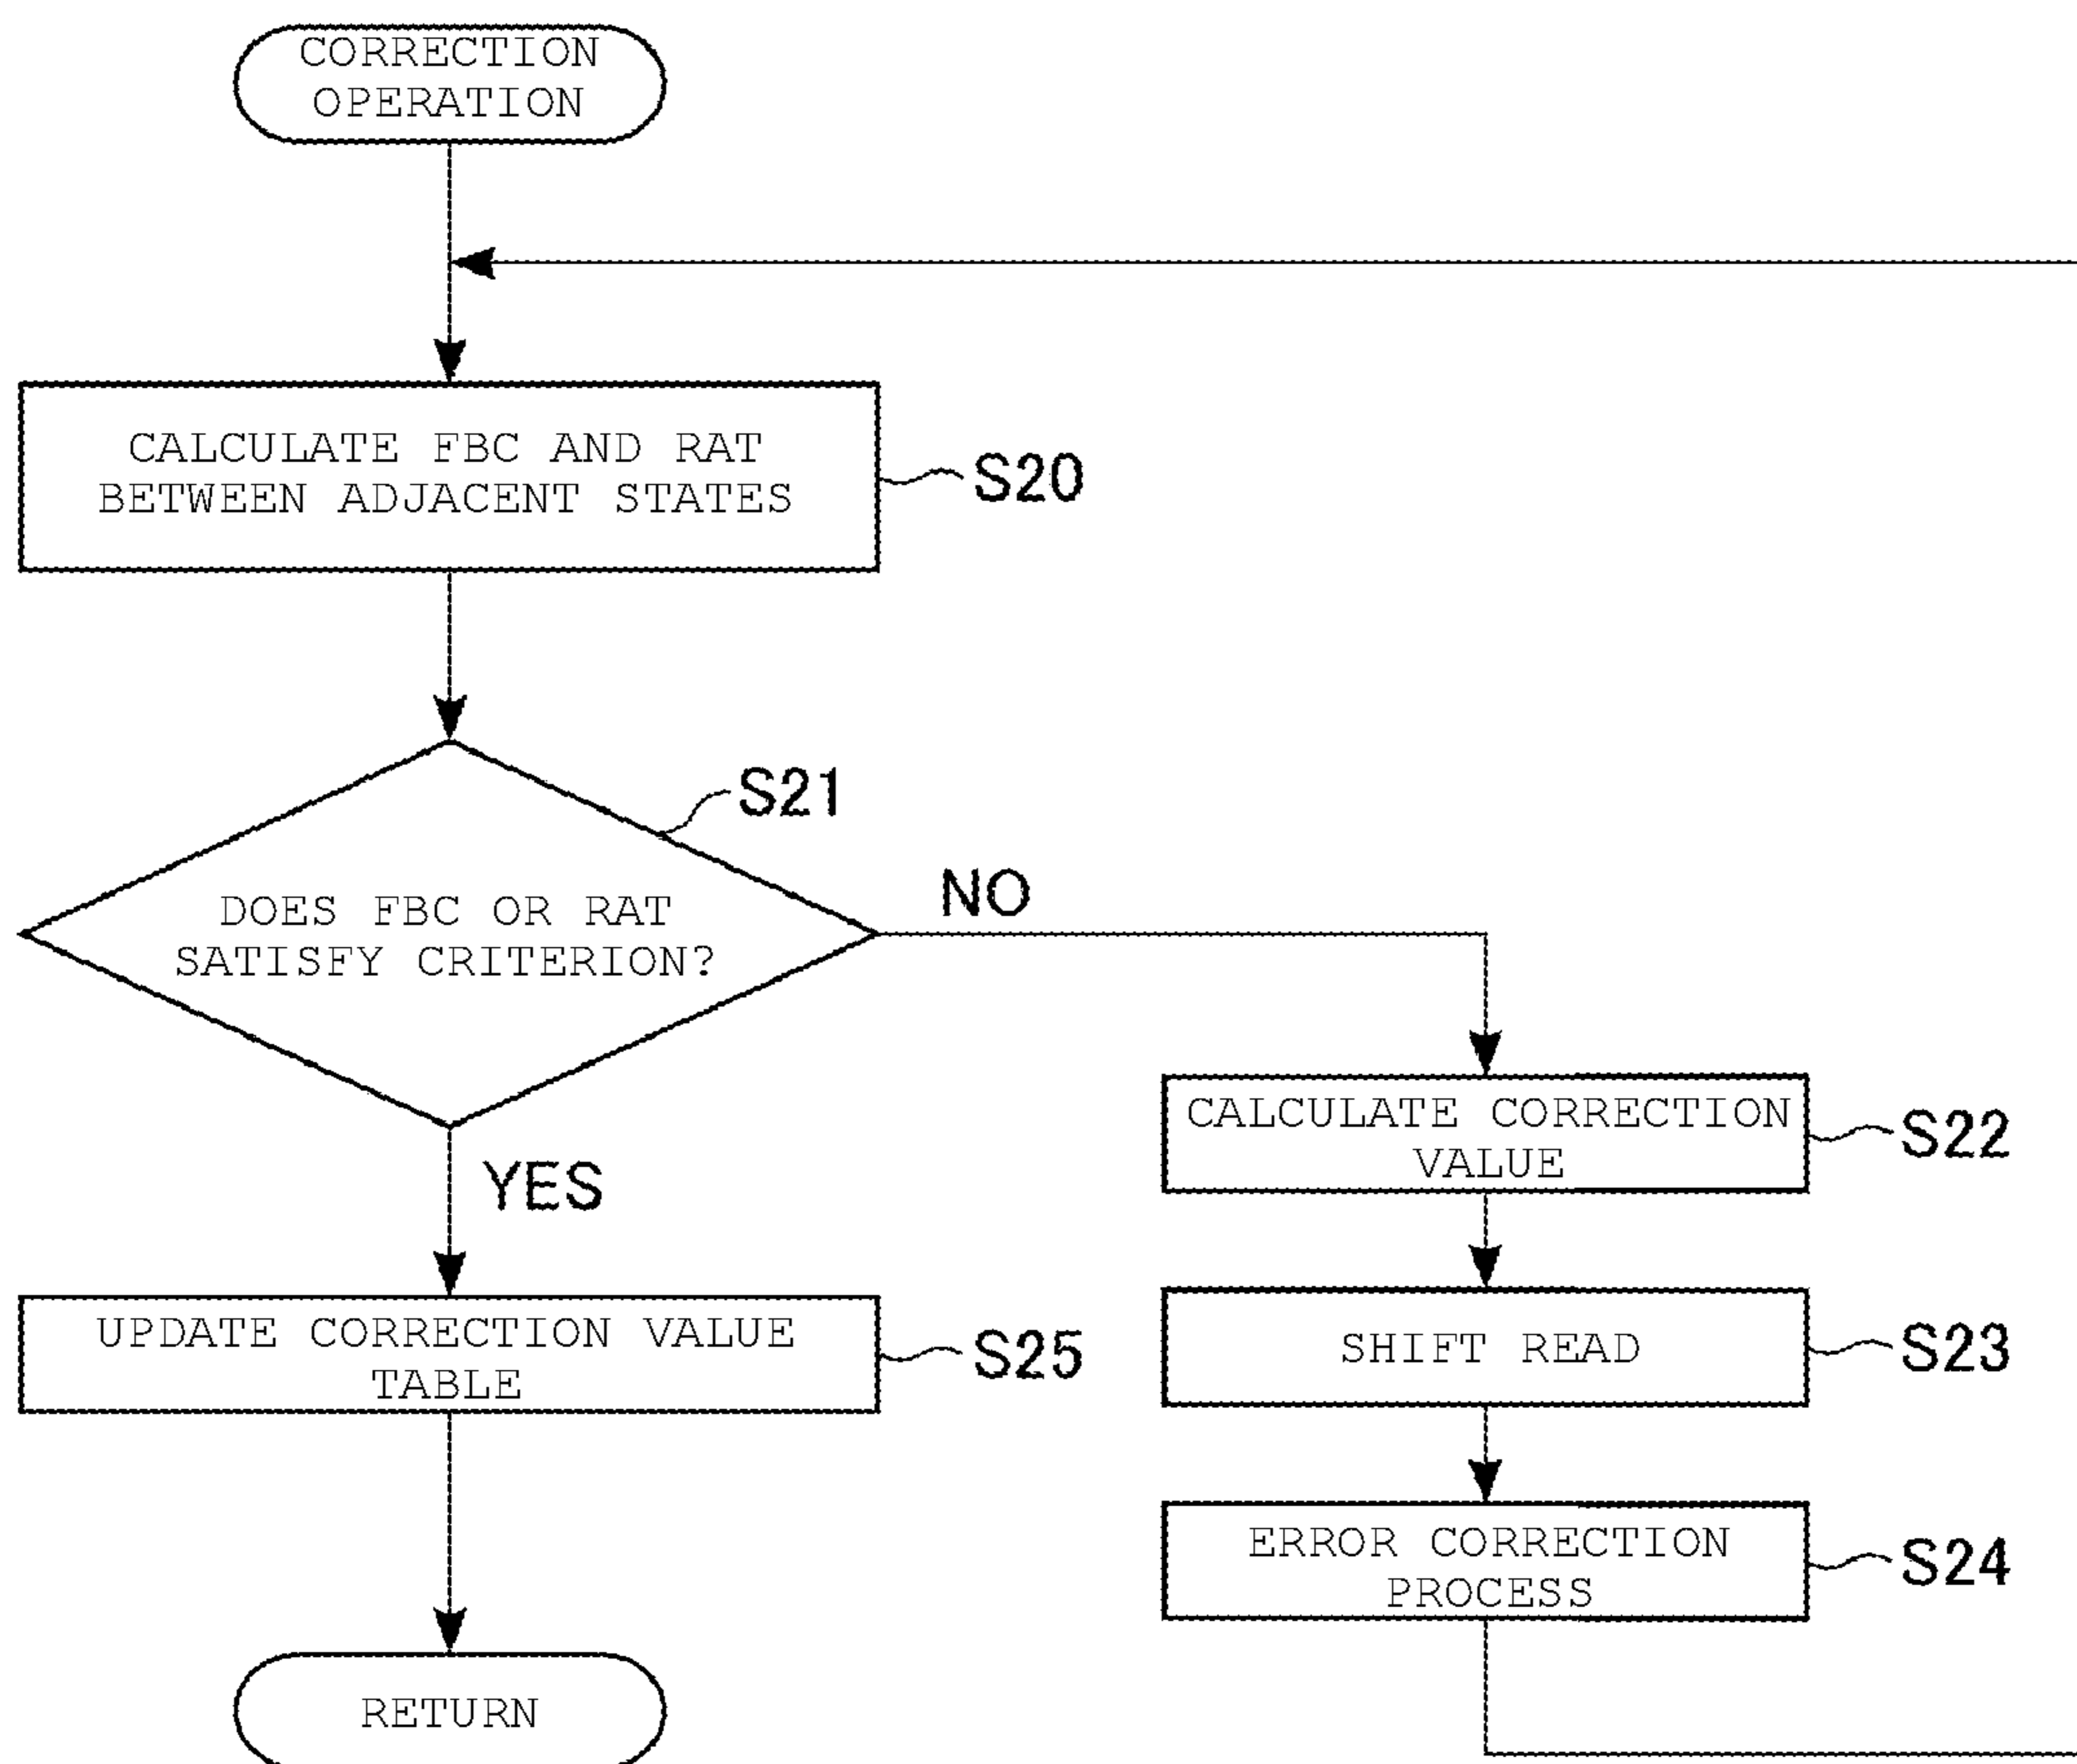 CORRECTION
OPERATION
CALCULATE FBC AND RAT
BETWEEN ADJACENT STATES
S20
S21
DOES FBC OR RAT
SATISFY CRITERION?
NO
YES
CALCULATE CORRECTION
VALUE
S22
SHIFT READ
S23
ERROR CORRECTION
PROCESS
S24
UPDATE CORRECTION VALUE
TABLE
S25
RETURN